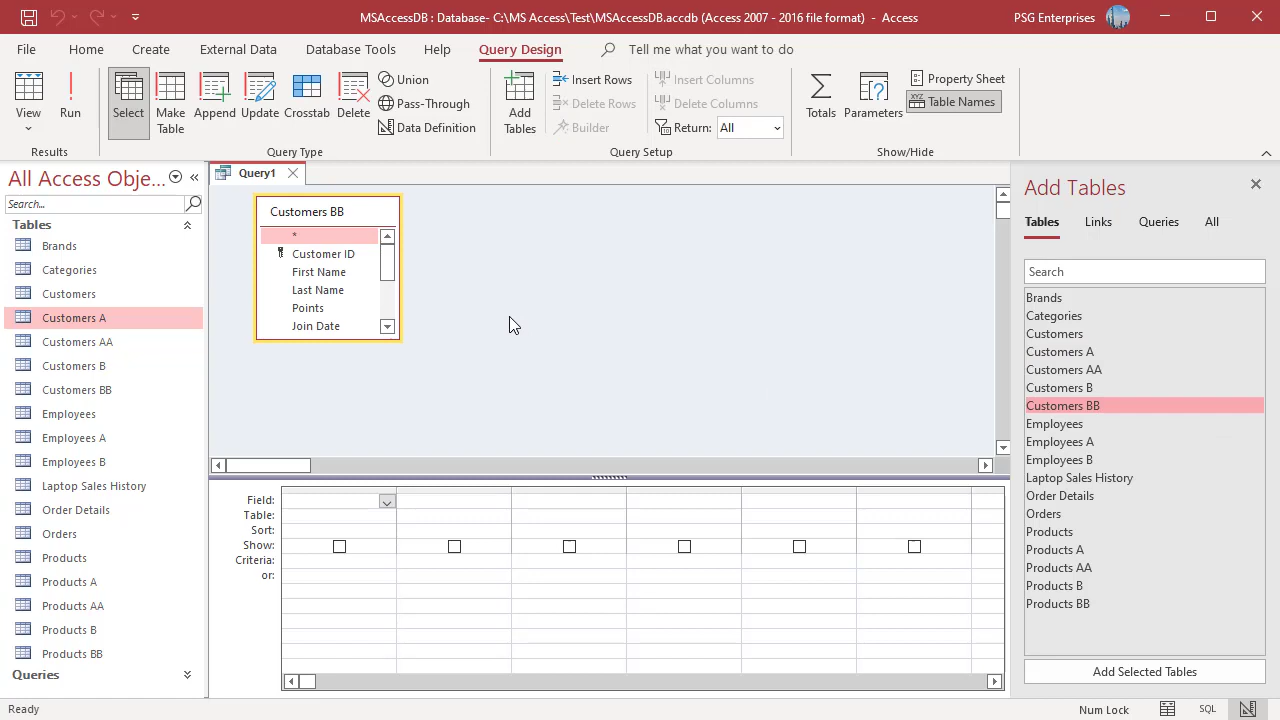 MSAccessDB : Database- C:\MS Access\Test\MSAccessDB.accdb (Access 2007 - 2016 file format) - Access
PSG Enterprises
File Home Create External Data Database Tools Help Query Design Tell me what you want to do
View
Run
Select
Make Table
Append
Update
Crosstab
Delete
Union
Pass-Through
Data Definition
Add Tables
Insert Rows
Delete Rows
Builder
Insert Columns
Delete Columns
Return: All
Totals
Parameters
Property Sheet
XYZ
Table Names
Results
Query Type
Query Setup
Show/Hide
All Access Obje...
Search...
Tables
Brands
Categories
Customers
Customers A
Customers AA
Customers B
Customers BB
Employees
Employees A
Employees B
Laptop Sales History
Order Details
Orders
Products
Products A
Products AA
Products B
Products BB
Queries
Query1
Customers BB
*
Customer ID
First Name
Last Name
Points
Join Date
Field:
Table:
Sort:
Show:
Criteria:
or:
Add Tables
Tables Links Queries All
Search
Brands
Categories
Customers
Customers A
Customers AA
Customers B
Customers BB
Employees
Employees A
Employees B
Laptop Sales History
Order Details
Orders
Products
Products A
Products AA
Products B
Products BB
Add Selected Tables
Ready
Num Lock
SQL